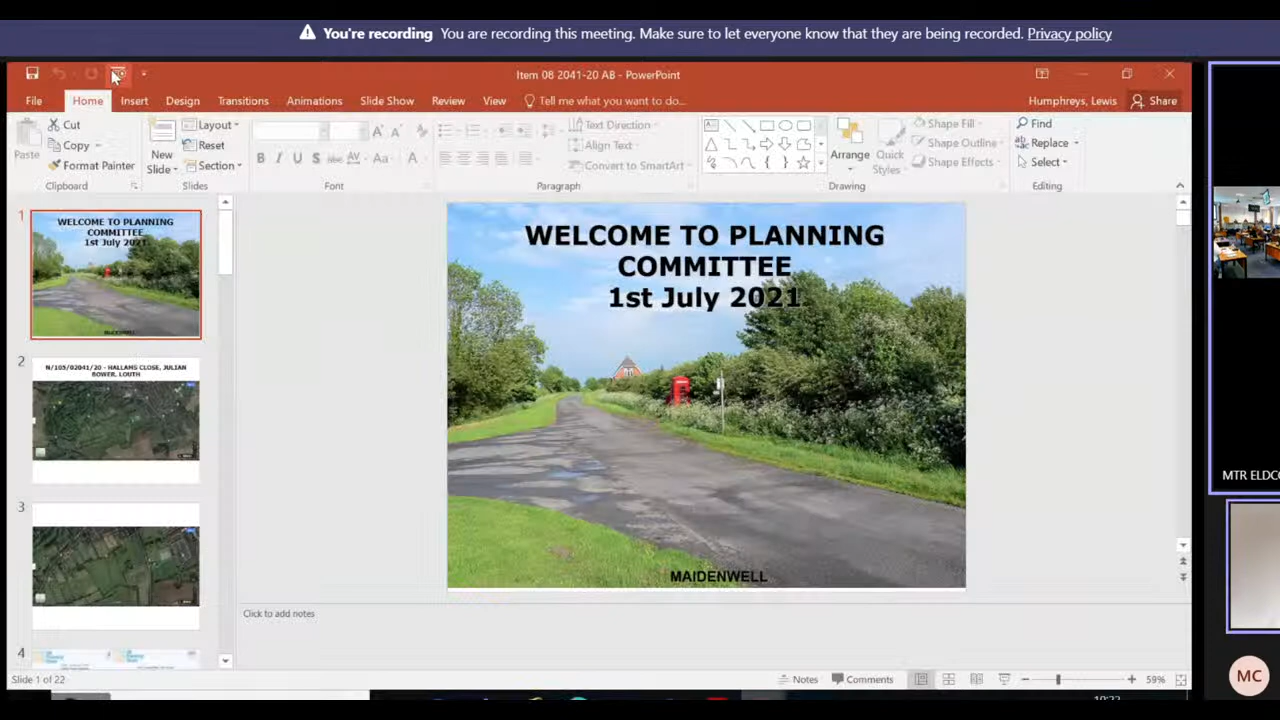 You're recording You are recording this meeting. Make sure to let everyone know that they are being recorded. Privacy policy
Item 08 2041-20 AB - PowerPoint
File Home Insert Design Transitions Animations Slide Show Review View Tell me what you want to do... Humphreys, Lewis Share
Paste
Cut
Copy
Format Painter
Clipboard
New
Slide
Layout
Reset
Section
Slides
Font
Text Direction
Align Text
Convert to SmartArt
Paragraph
Arrange
Quick
Styles
Shape Fill
Shape Outline
Shape Effects
Drawing
Find
Replace
Select
Editing
1
WELCOME TO PLANNING
COMMITTEE
1st July 2021
MAIDENWELL
2
N/105/02041/20 - HALLAMS CLOSE, JULIAN
BOWER, LOUTH
3
4
WELCOME TO PLANNING
COMMITTEE
1st July 2021
MAIDENWELL
Click to add notes
MTR ELDC
MC
Slide 1 of 22
Notes
Comments
59%